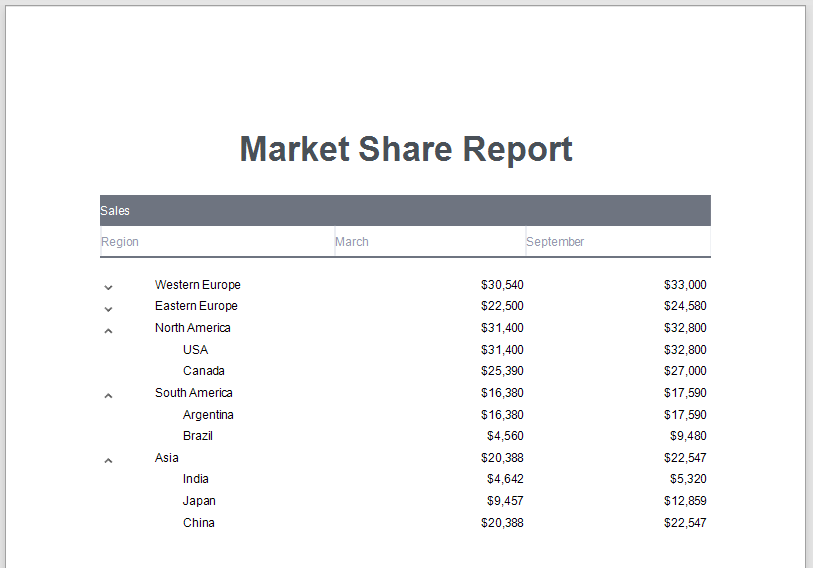 Market Share Report
Sales
Region March September
Western Europe $30,540 $33,000
Eastern Europe $22,500 $24,580
North America $31,400 $32,800
USA $31,400 $32,800
Canada $25,390 $27,000
South America $16,380 $17,590
Argentina $16,380 $17,590
Brazil $4,560 $9,480
Asia $20,388 $22,547
India $4,642 $5,320
Japan $9,457 $12,859
China $20,388 $22,547